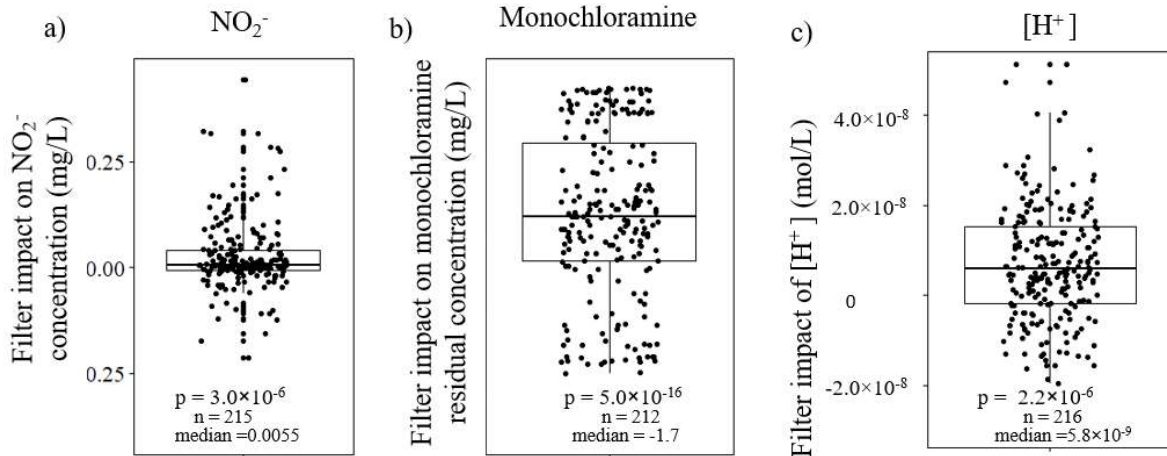 a)
NO₂⁻
Filter impact on NO₂⁻
concentration (mg/L)
0.25
0.00
0.25
p = 3.0×10⁻⁶
n = 215
median =0.0055
b)
Monochloramine
Filter impact on monochloramine
residual concentration (mg/L)
p = 5.0×10⁻¹⁶
n = 212
median = -1.7
c)
[H⁺]
Filter impact of [H⁺] (mol/L)
4.0×10⁻⁸
2.0×10⁻⁸
0
-2.0×10⁻⁸
p = 2.2×10⁻⁶
n = 216
median =5.8×10⁻⁹